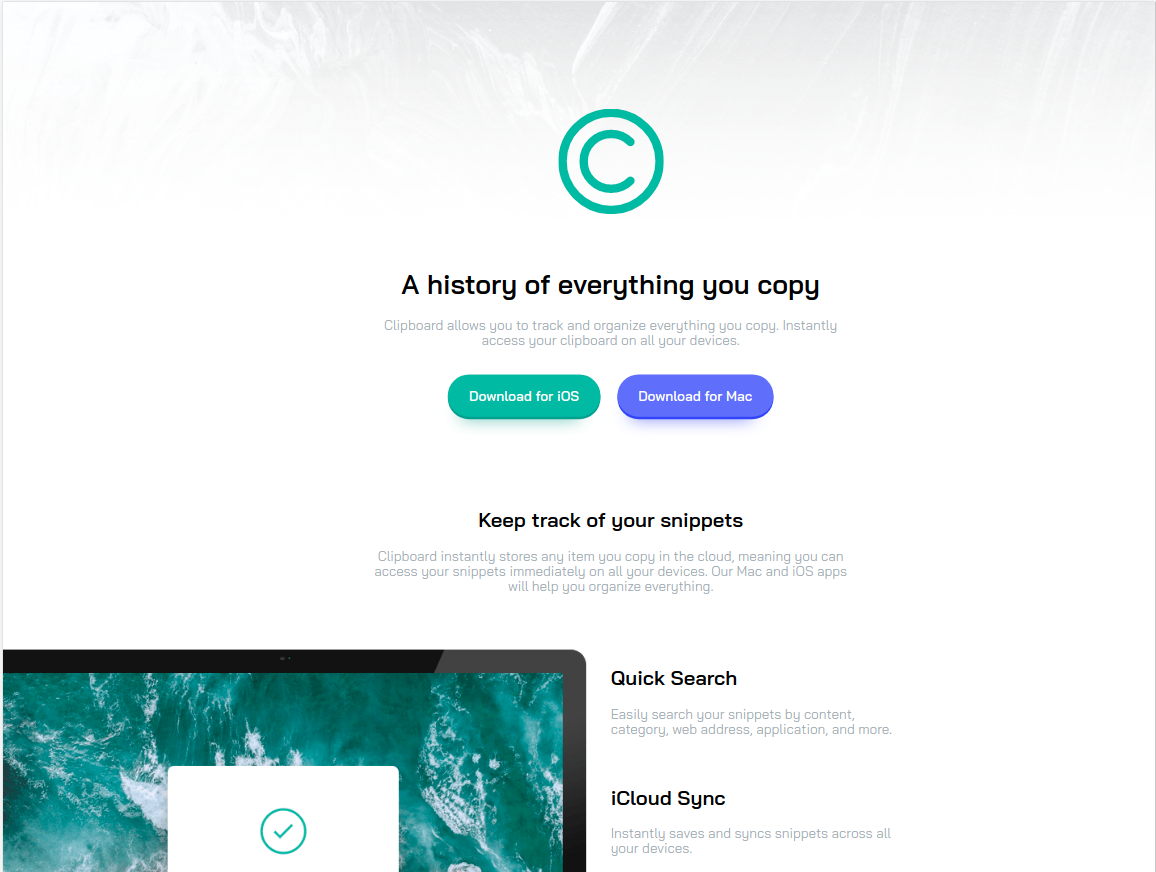 A history of everything you copy
Clipboard allows you to track and organize everything you copy. Instantly
access your clipboard on all your devices.
Download for iOS
Download for Mac
Keep track of your snippets
Clipboard instantly stores any item you copy in the cloud, meaning you can
access your snippets immediately on all your devices. Our Mac and iOS apps
will help you organize everything.
Quick Search
Easily search your snippets by content,
category, web address, application, and more.
iCloud Sync
Instantly saves and syncs snippets across all
your devices.